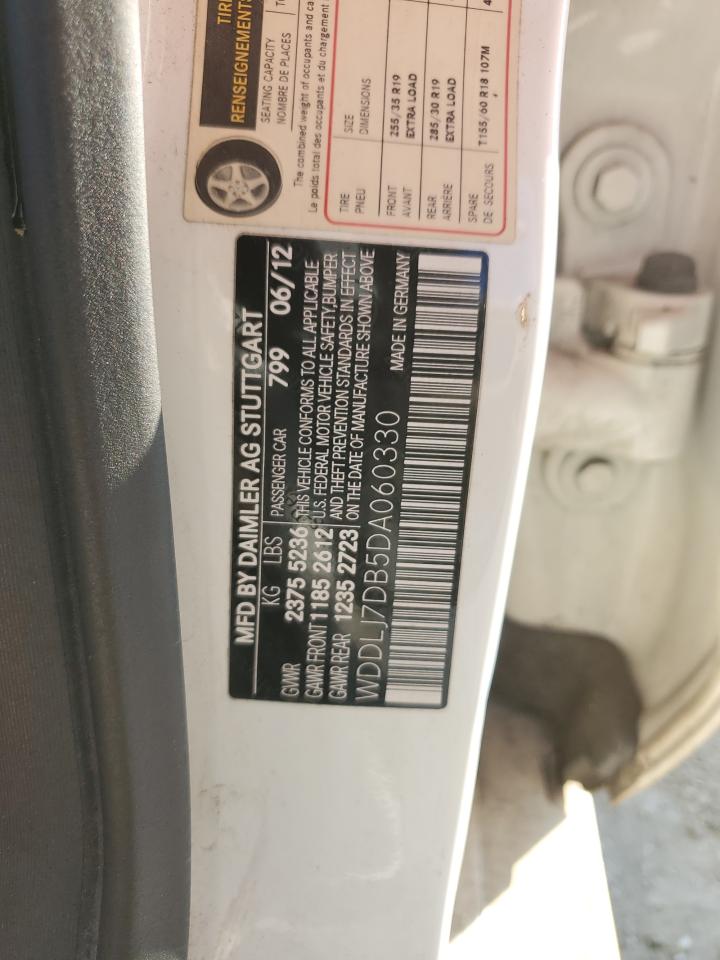 MFD BY DAIMLER AG STUTTGART
KG LBS PASSENGER CAR 799 06/12
GVWR 2375 5236
GAWR FRONT 1185 2612
GAWR REAR 1235 2723
THIS VEHICLE CONFORMS TO ALL APPLICABLE
U.S. FEDERAL MOTOR VEHICLE SAFETY, BUMPER
AND THEFT PREVENTION STANDARDS IN EFFECT
ON THE DATE OF MANUFACTURE SHOWN ABOVE
WDDLJ7DB5DA060330 MADE IN GERMANY
RENSEIGNEMENTS
SEATING CAPACITY
NOMBRE DE PLACES
The combined weight of occupants and
Le poids total des occupants et du chargement
TIRE SIZE
PNEU DIMENSIONS
FRONT 255/35 R19
AVANT EXTRA LOAD
REAR 285/30 R19
ARRIÈRE EXTRA LOAD
SPARE T155/60 R18 107M
DE SECOURS